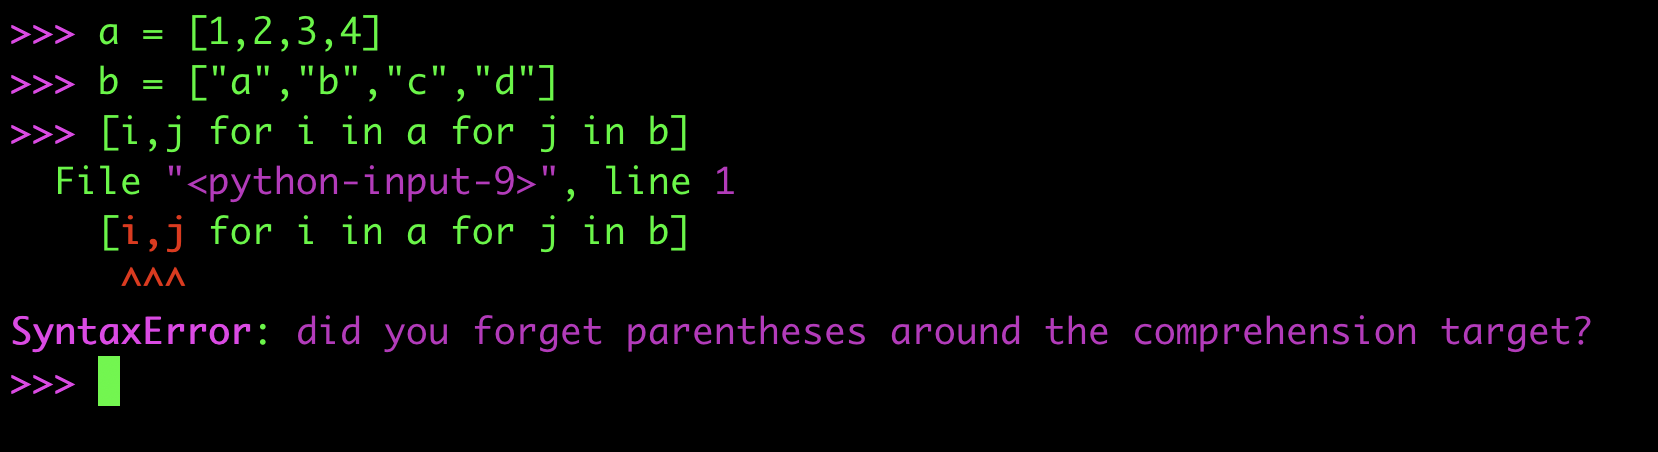 >>> a = [1,2,3,4]
>>> b = ["a","b","c","d"]
>>> [i,j for i in a for j in b]
  File "<python-input-9>", line 1
    [i,j for i in a for j in b]
     ^^^
SyntaxError: did you forget parentheses around the comprehension target?
>>>